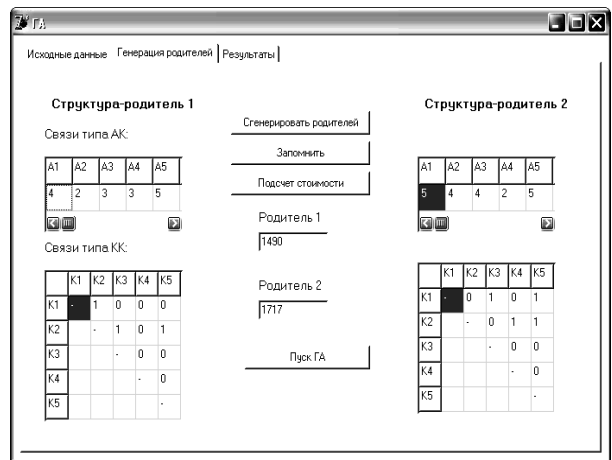 ГА
Исходные данные Генерация родителей Результаты
Структура-родитель 1
Связи типа АК:
A1 A2 A3 A4 A5
4 2 3 3 5
Связи типа КК:
K1 K2 K3 K4 K5
K1 - 1 0 0 0
K2 - 1 0 1
K3 - 0 0
K4 - 0
K5 -
Сгенерировать родителей
Запомнить
Подсчет стоимости
Родитель 1
1490
Родитель 2
1717
Пуск ГА
Структура-родитель 2
A1 A2 A3 A4 A5
5 4 4 2 5
K1 K2 K3 K4 K5
K1 - 0 1 0 1
K2 - 0 1 1
K3 - 0 0
K4 - 0
K5 -